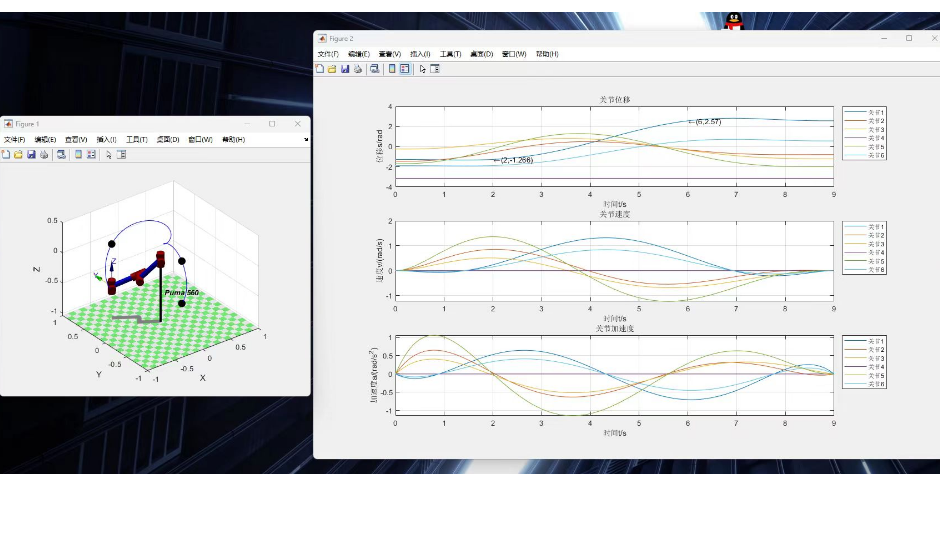 Figure 2
文件(F) 编辑(E) 查看(V) 插入(I) 工具(T) 桌面(D) 窗口(W) 帮助(H)
Figure 1
文件(F) 编辑(E) 查看(V) 插入(I) 工具(T) 桌面(D) 窗口(W) 帮助(H)
0.5
0
-0.5
-1
Z
1
0.5
0
-0.5
-1
Y
-1
-0.5
0
0.5
1
X
Z
Y
Puma 560
关节位移
4
2
0
-2
-4
位移s/rad
←(2,-1.256)
←(6,2.57)
0 1 2 3 4 5 6 7 8 9
时间t/s
关节1
关节2
关节3
关节4
关节5
关节6
关节速度
2
1
0
-1
速度v/(rad/s)
0 1 2 3 4 5 6 7 8 9
时间t/s
关节1
关节2
关节3
关节4
关节5
关节6
关节加速度
1
0.5
0
-0.5
-1
加速度a/(rad/s²)
0 1 2 3 4 5 6 7 8 9
时间t/s
关节1
关节2
关节3
关节4
关节5
关节6